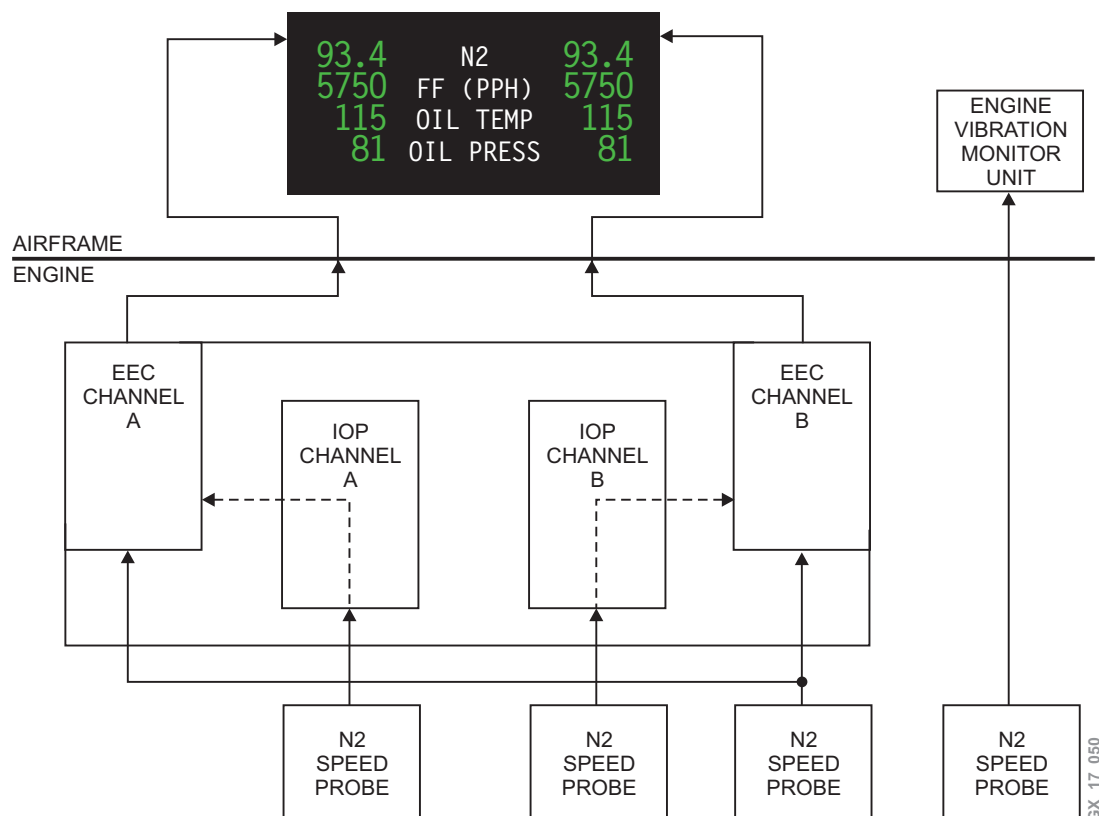 93.4 N2 93.4
5750 FF (PPH) 5750
115 OIL TEMP 115
81 OIL PRESS 81
ENGINE
VIBRATION
MONITOR
UNIT
AIRFRAME
ENGINE
EEC
CHANNEL
A
IOP
CHANNEL
A
IOP
CHANNEL
B
EEC
CHANNEL
B
N2
SPEED
PROBE
N2
SPEED
PROBE
N2
SPEED
PROBE
N2
SPEED
PROBE
GX_17_050